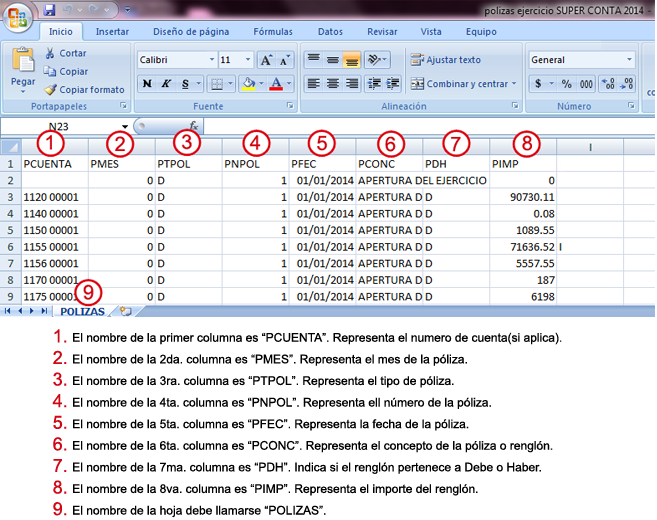 polizas ejercicio SUPER CONTA 2014
Inicio Insertar Diseño de página Fórmulas Datos Revisar Vista Equipo
Pegar
Cortar
Copiar
Copiar formato
Portapapeles
Calibri 11 A A
N K S A
Fuente
Ajustar texto
Combinar y centrar
Alineación
General
$ % 000
Número
N23 fx
1 2 3 4 5 6 7 8
I
1 PCUENTA PMES PTPOL PNPOL PFEC PCONC PDH PIMP
2 0 D 1 01/01/2014 APERTURA DEL EJERCICIO 0
3 1120 00001 0 D 1 01/01/2014 APERTURA D D 90730.11
4 1140 00001 0 D 1 01/01/2014 APERTURA D D 0.08
5 1150 00001 0 D 1 01/01/2014 APERTURA D D 1089.55
6 1155 00001 0 D 1 01/01/2014 APERTURA D D 71636.52 I
7 1156 00001 0 D 1 01/01/2014 APERTURA D D 5557.55
8 1170 00001 0 D 1 01/01/2014 APERTURA D D 187
9 1175 00001 0 D 1 01/01/2014 APERTURA D D 6198
9
POLIZAS
1. El nombre de la primer columna es “PCUENTA”. Representa el numero de cuenta(si aplica).
2. El nombre de la 2da. columna es “PMES”. Representa el mes de la póliza.
3. El nombre de la 3ra. columna es “PTPOL”. Representa el tipo de póliza.
4. El nombre de la 4ta. columna es “PNPOL”. Representa ell número de la póliza.
5. El nombre de la 5ta. columna es “PFEC”. Representa la fecha de la póliza.
6. El nombre de la 6ta. columna es “PCONC”. Representa el concepto de la póliza o renglón.
7. El nombre de la 7ma. columna es “PDH”. Indica si el renglón pertenece a Debe o Haber.
8. El nombre de la 8va. columna es “PIMP”. Representa el importe del renglón.
9. El nombre de la hoja debe llamarse “POLIZAS”.